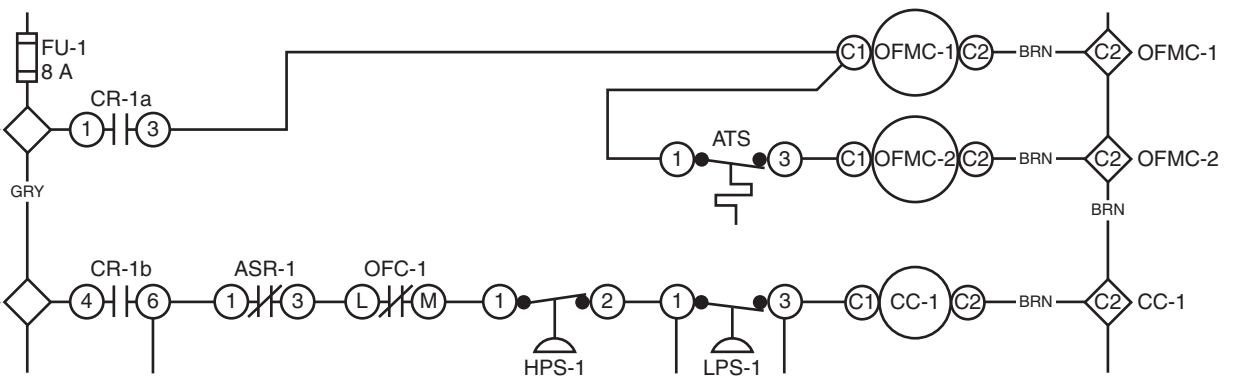 FU-1
8 A
CR-1a
1 3
C1 OFMC-1 C2 BRN C2 OFMC-1
ATS
1 3 C1 OFMC-2 C2 BRN C2 OFMC-2
GRY
BRN
CR-1b ASR-1 OFC-1
4 6 1 3 L M 1 2 1 3 C1 CC-1 C2 BRN C2 CC-1
HPS-1 LPS-1